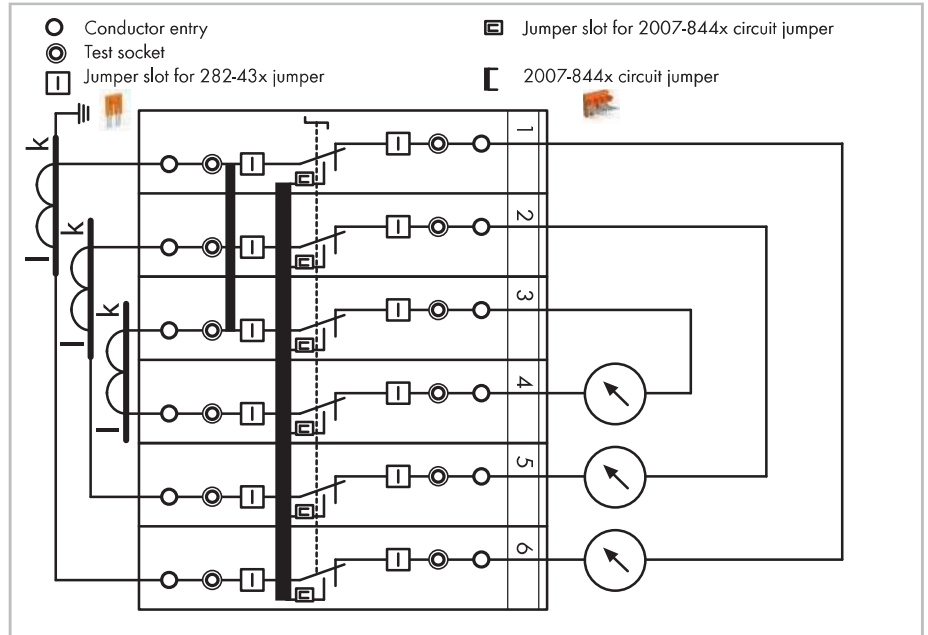 Conductor entry
Test socket
Jumper slot for 282-43x jumper
Jumper slot for 2007-844x circuit jumper
2007-844x circuit jumper
k
l
k
l
k
l
1
2
3
4
5
6